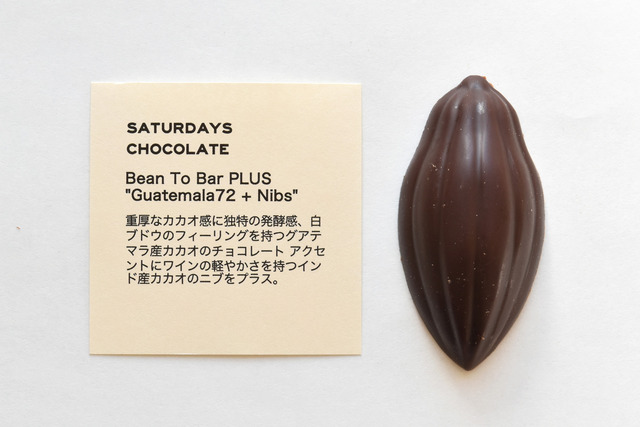 SATURDAYS
CHOCOLATE
Bean To Bar PLUS
"Guatemala72 + Nibs"
重厚なカカオ感に独特の発酵感、白
ブドウのフィーリングを持つグアテ
マラ産カカオのチョコレート アクセ
ントにワインの軽やかさを持つイン
ド産カカオのニブをプラス。